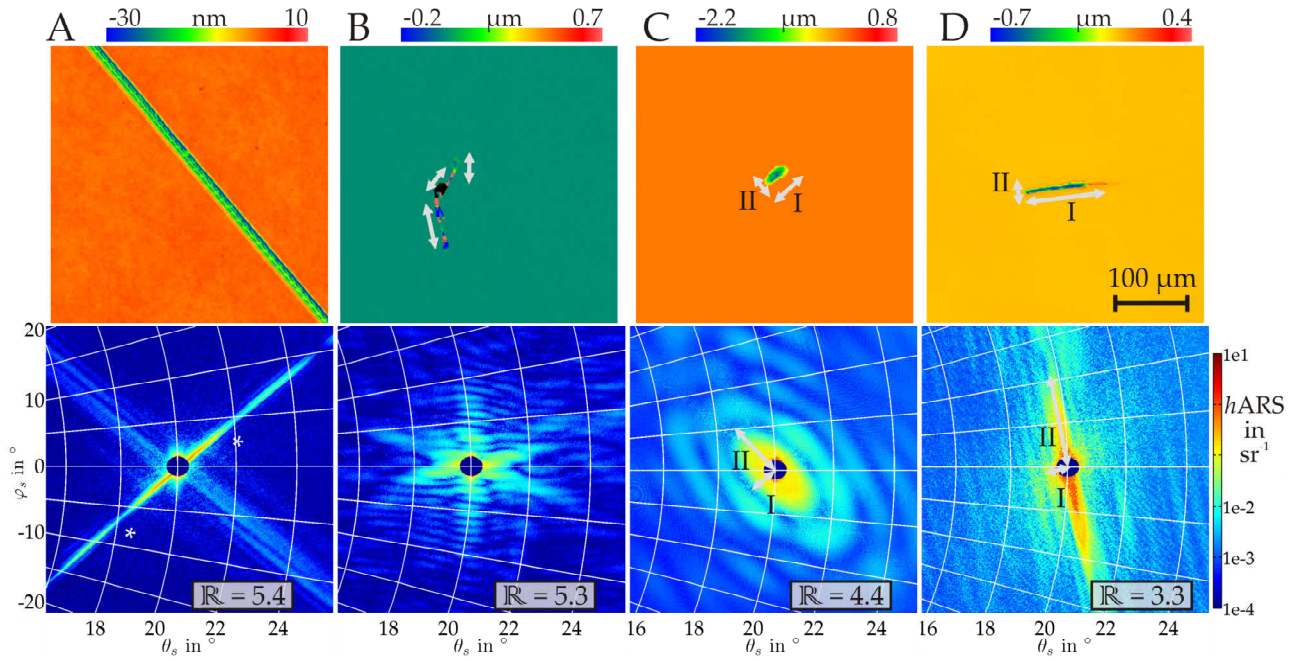 A -30 nm 10
B -0.2 μm 0.7
C -2.2 μm 0.8
D -0.7 μm 0.4
II I
II I
100 μm
20
10
0
-10
-20
φs in °
* *
II I
II I
ℝ = 5.4
ℝ = 5.3
ℝ = 4.4
ℝ = 3.3
18 20 22 24
18 20 22 24
16 18 20 22 24
16 18 20 22 24
θs in °
θs in °
θs in °
θs in °
1e1
hARS
in
sr⁻¹
1e-2
1e-3
1e-4